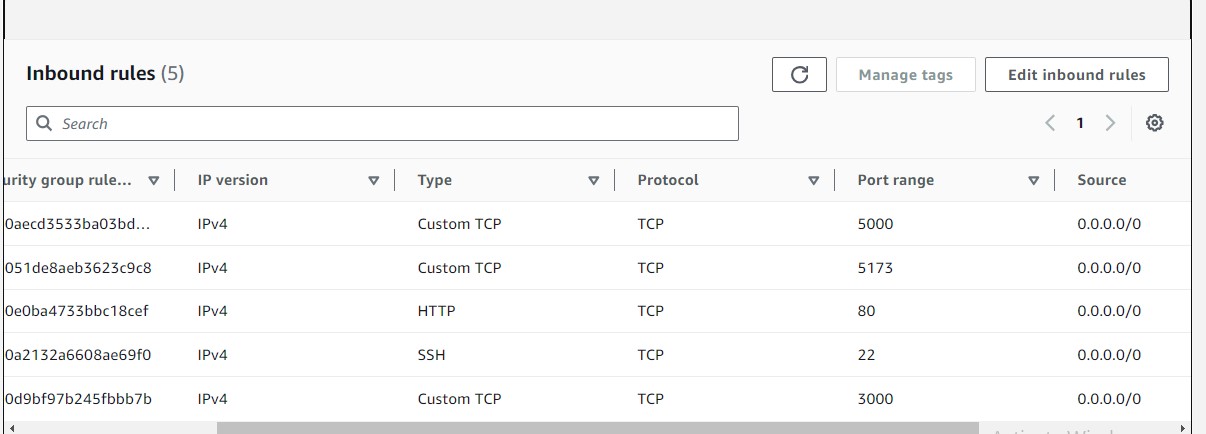 Inbound rules (5)
Manage tags
Edit inbound rules
Search
1
urity group rule... IP version Type Protocol Port range Source
0aecd3533ba03bd... IPv4 Custom TCP TCP 5000 0.0.0.0/0
051de8aeb3623c9c8 IPv4 Custom TCP TCP 5173 0.0.0.0/0
0e0ba4733bbc18cef IPv4 HTTP TCP 80 0.0.0.0/0
0a2132a6608ae69f0 IPv4 SSH TCP 22 0.0.0.0/0
0d9bf97b245fbbb7b IPv4 Custom TCP TCP 3000 0.0.0.0/0